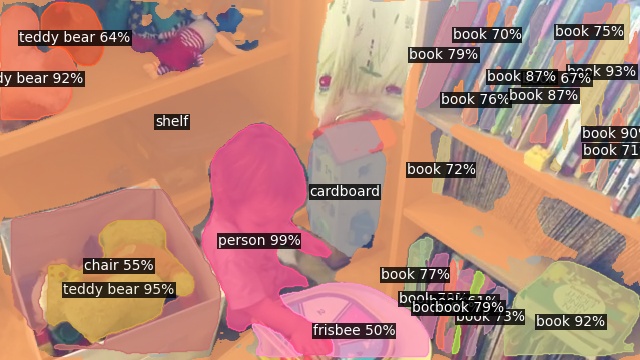 teddy bear 64%
dy bear 92%
shelf
book 70%
book 75%
book 79%
book 87%
67%
book 93%
book 76%
book 87%
book 90%
book 71
book 72%
cardboard
person 99%
chair 55%
teddy bear 95%
book 77%
book 79%
73%
book 92%
frisbee 50%